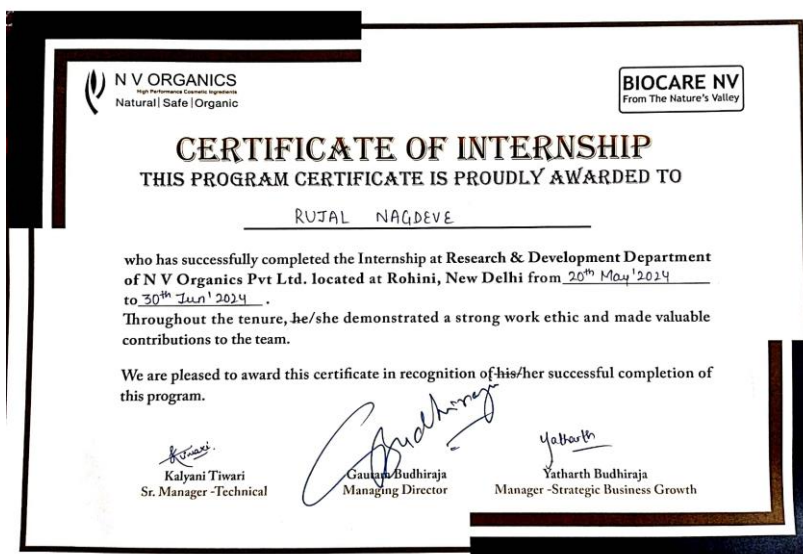 N V ORGANICS
High Performance Cosmetic Ingredients
Natural| Safe |Organic
BIOCARE NV
From The Nature's Valley
CERTIFICATE OF INTERNSHIP
THIS PROGRAM CERTIFICATE IS PROUDLY AWARDED TO
RUJAL NAGDEVE
who has successfully completed the Internship at Research & Development Department
of N V Organics Pvt Ltd. located at Rohini, New Delhi from 20th May'2024
to 30th Jun'2024 .
Throughout the tenure, he/she demonstrated a strong work ethic and made valuable
contributions to the team.
We are pleased to award this certificate in recognition of his/her successful completion of
this program.
Budhiraja
Yatharth
Kalyani Tiwari
Gautam Budhiraja
Yatharth Budhiraja
Sr. Manager -Technical
Managing Director
Manager -Strategic Business Growth